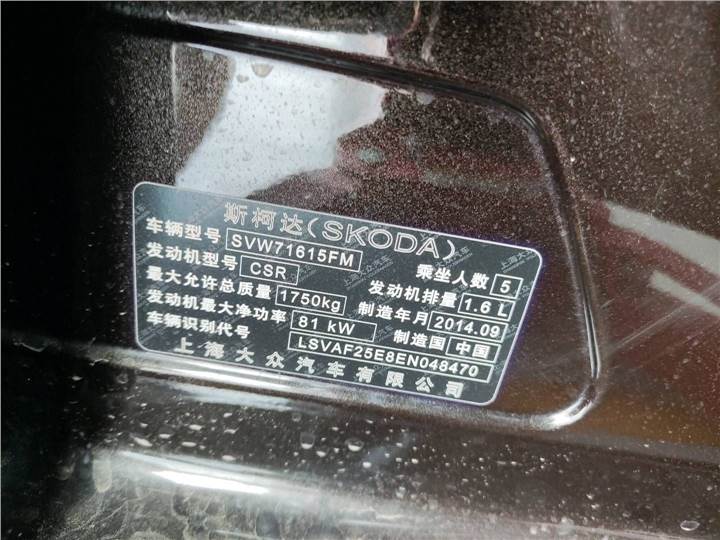 斯柯达(SKODA)
车辆型号 SVW71615FM 乘坐人数 5
发动机型号 CSR 发动机排量 1.6 L
最大允许总质量 1750kg 制造年月 2014.09
发动机最大净功率 81 kW 制造国 中国
车辆识别代号 LSVAF25E8EN048470
上海大众汽车有限公司